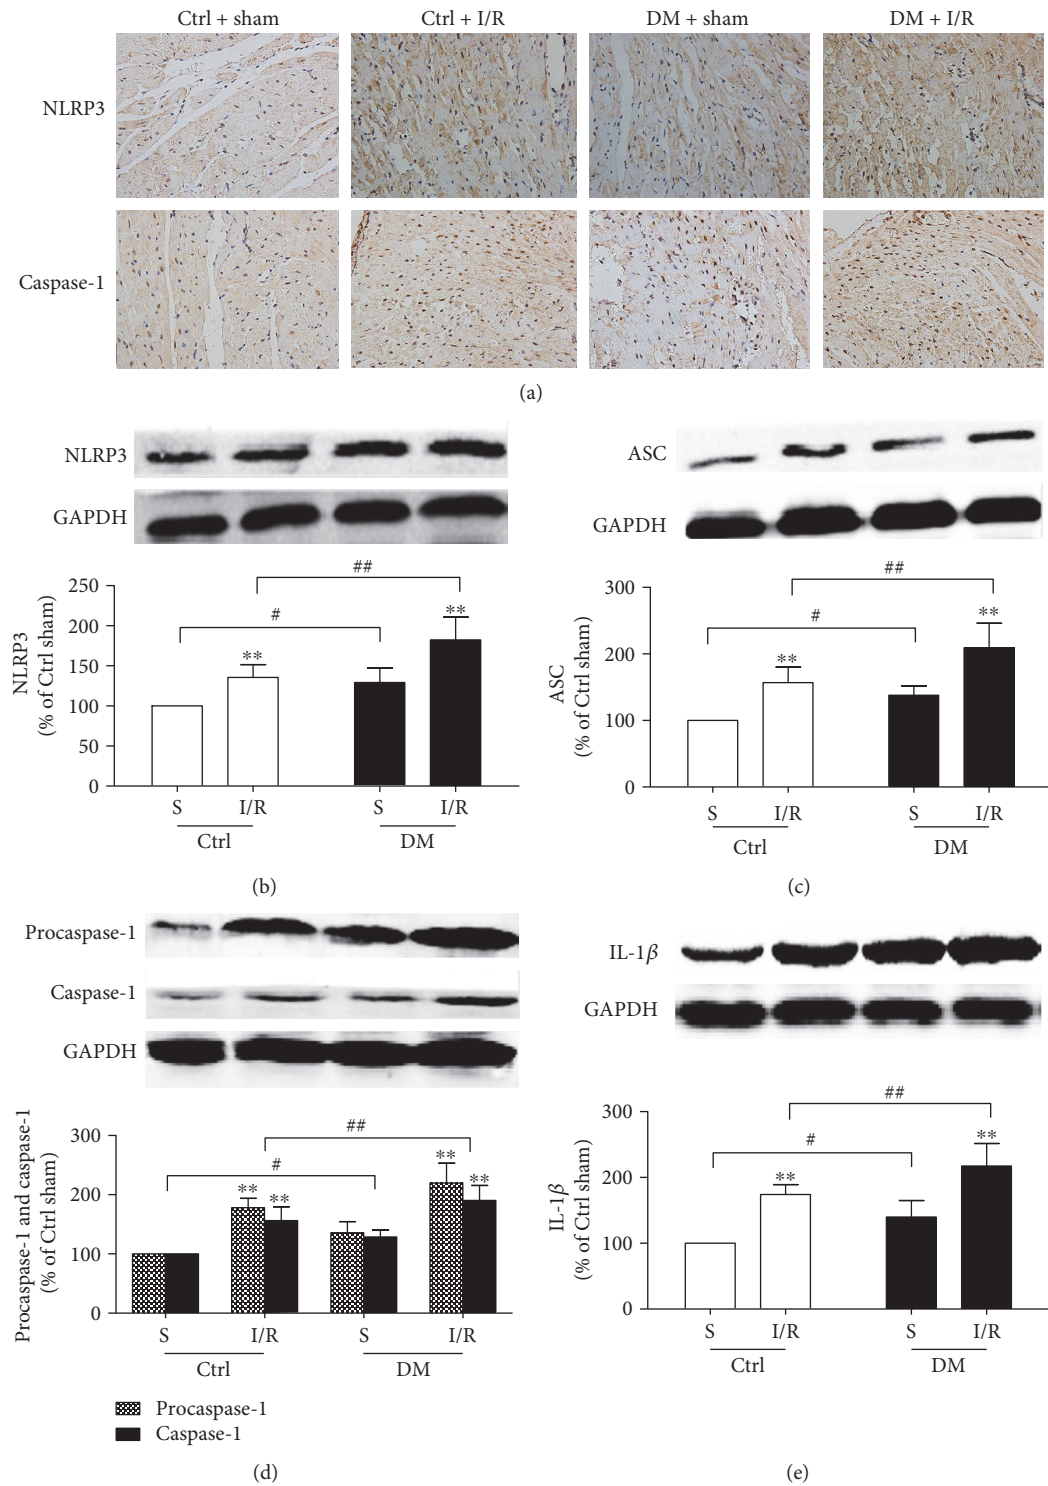 Ctrl + sham
Ctrl + I/R
DM + sham
DM + I/R
NLRP3
Caspase-1
(a)
NLRP3
GAPDH
NLRP3
(% of Ctrl sham)
250
200
150
100
50
0
**
**
#
##
S
I/R
S
I/R
Ctrl
DM
(b)
ASC
GAPDH
ASC
(% of Ctrl sham)
300
200
100
50
0
**
**
#
##
S
I/R
S
I/R
Ctrl
DM
(c)
Procaspase-1
Caspase-1
GAPDH
Procaspase-1 and caspase-1
(% of Ctrl sham)
300
200
100
0
**
**
**
**
#
##
S
I/R
S
I/R
Ctrl
DM
Procaspase-1
Caspase-1
(d)
IL-1β
GAPDH
IL-1β
(% of Ctrl sham)
300
200
100
0
**
**
#
##
S
I/R
S
I/R
Ctrl
DM
(e)